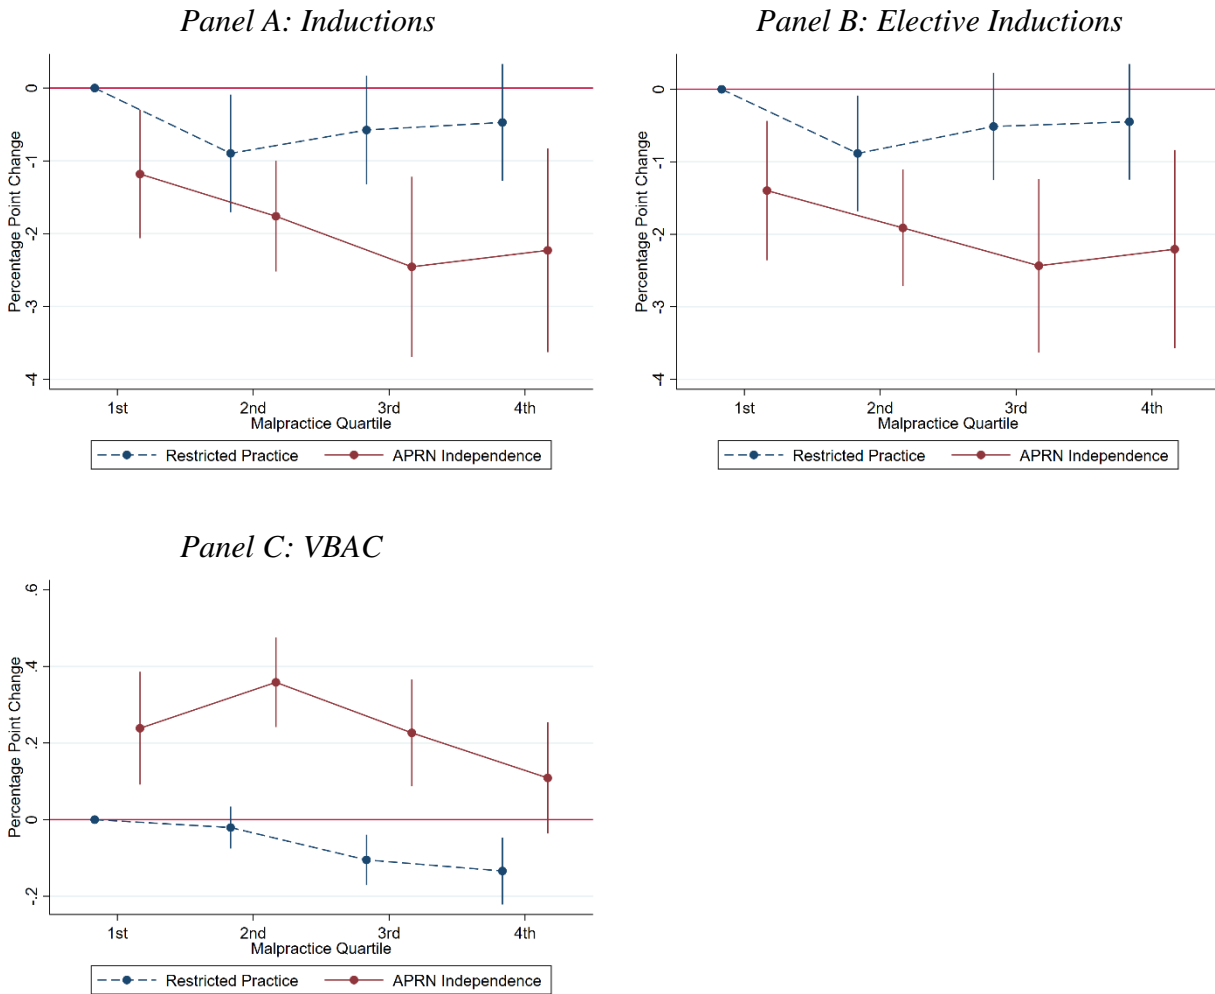 Panel A: Inductions
Percentage Point Change
0
-1
-2
-3
-4
1st 2nd 3rd 4th
Malpractice Quartile
Restricted Practice APRN Independence
Panel B: Elective Inductions
Percentage Point Change
0
-1
-2
-3
-4
1st 2nd 3rd 4th
Malpractice Quartile
Restricted Practice APRN Independence
Panel C: VBAC
Percentage Point Change
.6
.4
.2
0
-.2
1st 2nd 3rd 4th
Malpractice Quartile
Restricted Practice APRN Independence